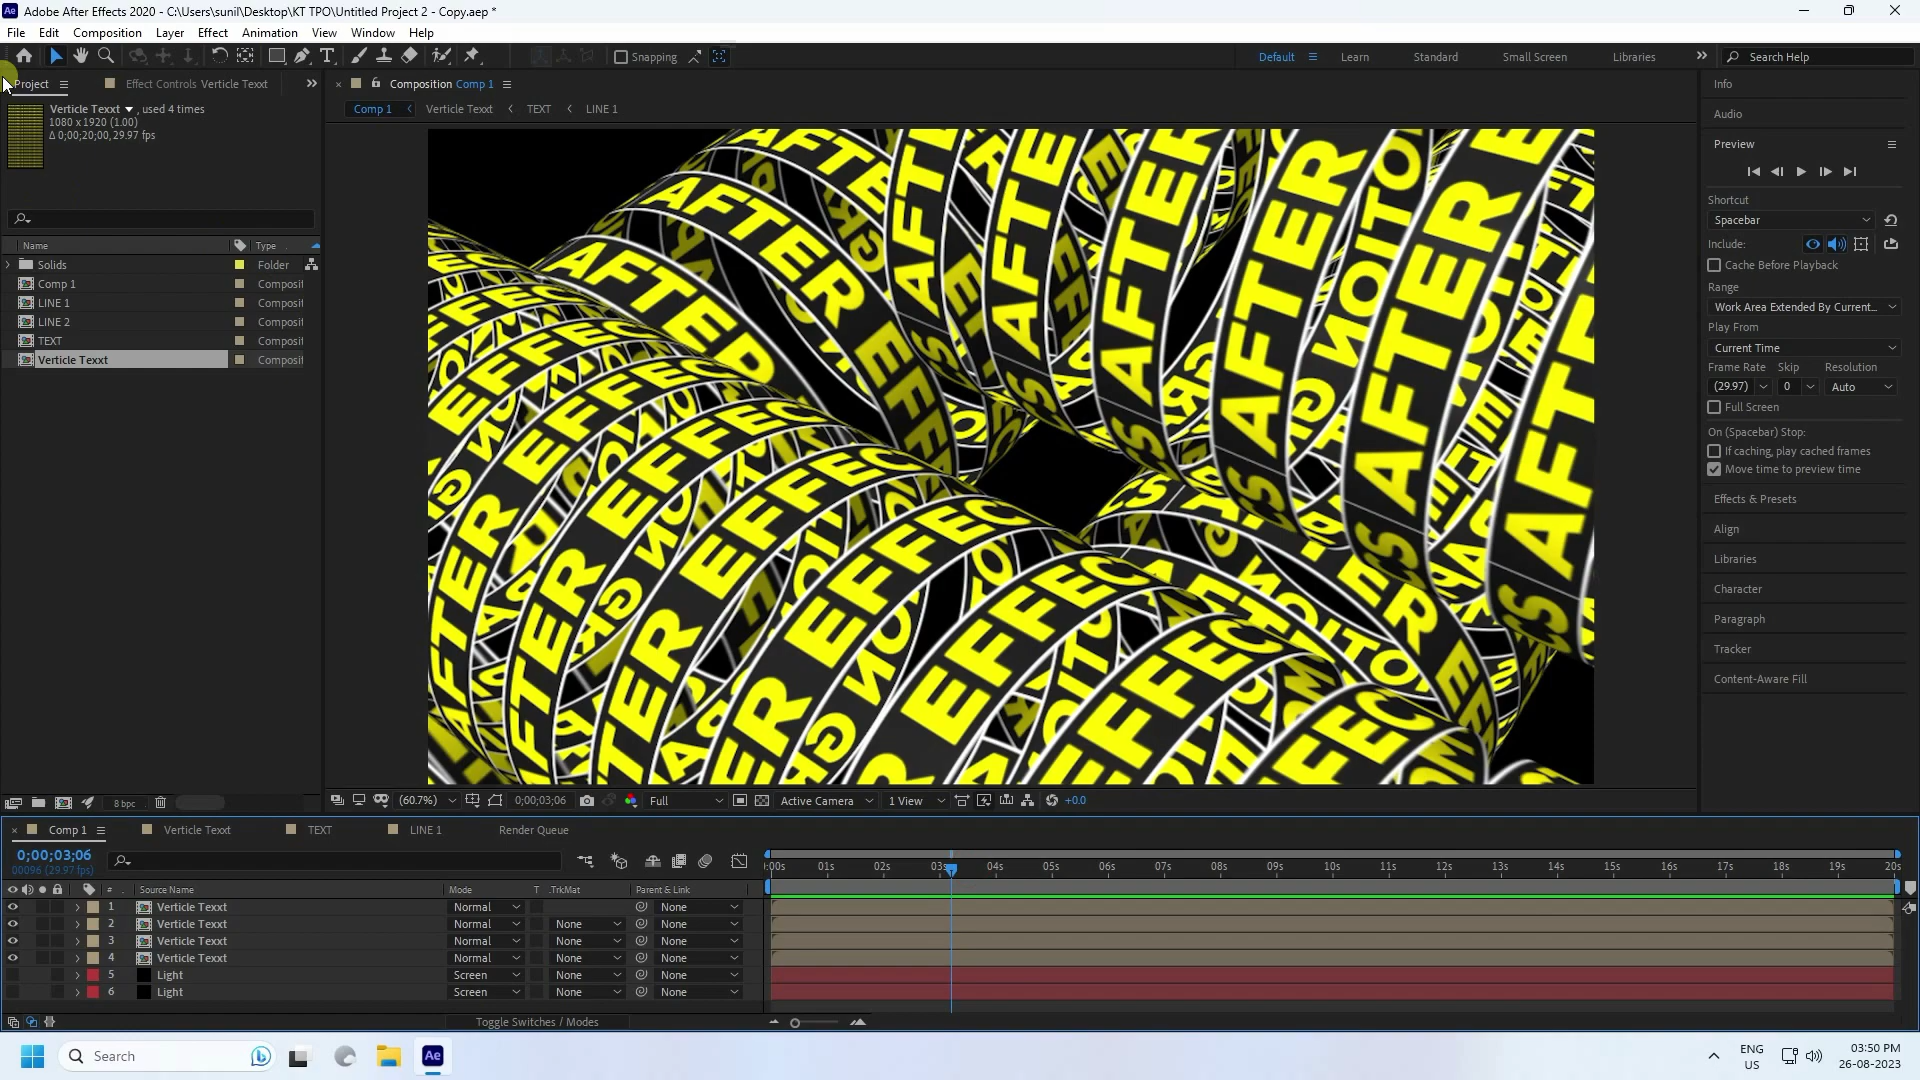 Adobe After Effects 2020 - C:\Users\sunil\Desktop\KT TPO\Untitled Project 2 - Copy.aep *
File Edit Composition Layer Effect Animation View Window Help
Snapping
Default Learn Standard Small Screen Libraries Search Help
Project Effect Controls Verticle Texxt
Composition Comp 1
Verticle Texxt , used 4 times
1080 x 1920 (1.00)
Δ 0;00;20;00, 29.97 fps
Comp 1 Verticle Texxt TEXT LINE 1
Name Type
Solids Folder
Comp 1 Composit
LINE 1 Composit
LINE 2 Composit
TEXT Composit
Verticle Texxt Composit
8 bpc
AFTER EFFEC
AFTER
AFTER EFFEC
(60.7%) 0;00;03;06 Full Active Camera 1 View +0.0
Info
Audio
Preview
Shortcut
Spacebar
Include:
Cache Before Playback
Range
Work Area Extended By Current...
Play From
Current Time
Frame Rate Skip Resolution
(29.97) 0 Auto
Full Screen
On (Spacebar) Stop:
If caching, play cached frames
Move time to preview time
Effects & Presets
Align
Libraries
Character
Paragraph
Tracker
Content-Aware Fill
Comp 1 Verticle Texxt TEXT LINE 1 Render Queue
0;00;03;06
00096 (29.97 fps)
:00s 01s 02s 03s 04s 05s 06s 07s 08s 09s 10s 11s 12s 13s 14s 15s 16s 17s 18s 19s 20s
# Source Name Mode T .TrkMat Parent & Link
1 Verticle Texxt Normal None
2 Verticle Texxt Normal None None
3 Verticle Texxt Normal None None
4 Verticle Texxt Normal None None
5 Light Screen None None
6 Light Screen None None
Toggle Switches / Modes
Search
Ae
ENG
US
03:50 PM
26-08-2023